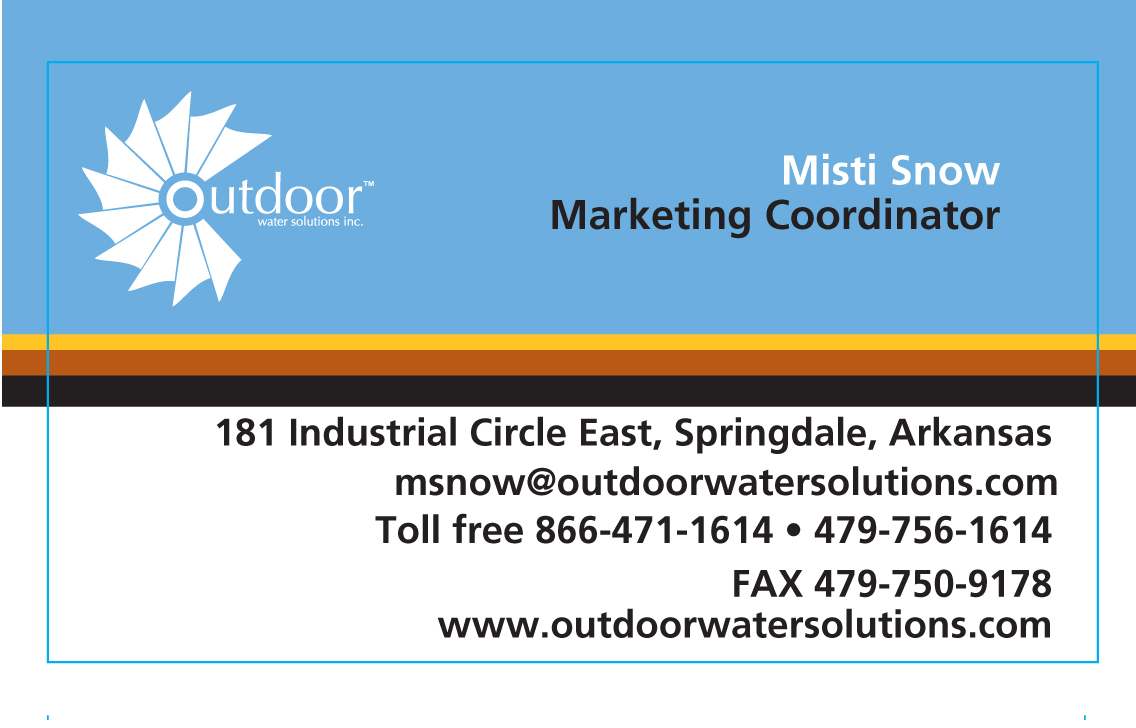 Outdoor™
water solutions inc.
Misti Snow
Marketing Coordinator
181 Industrial Circle East, Springdale, Arkansas
msnow@outdoorwatersolutions.com
Toll free 866-471-1614 • 479-756-1614
FAX 479-750-9178
www.outdoorwatersolutions.com